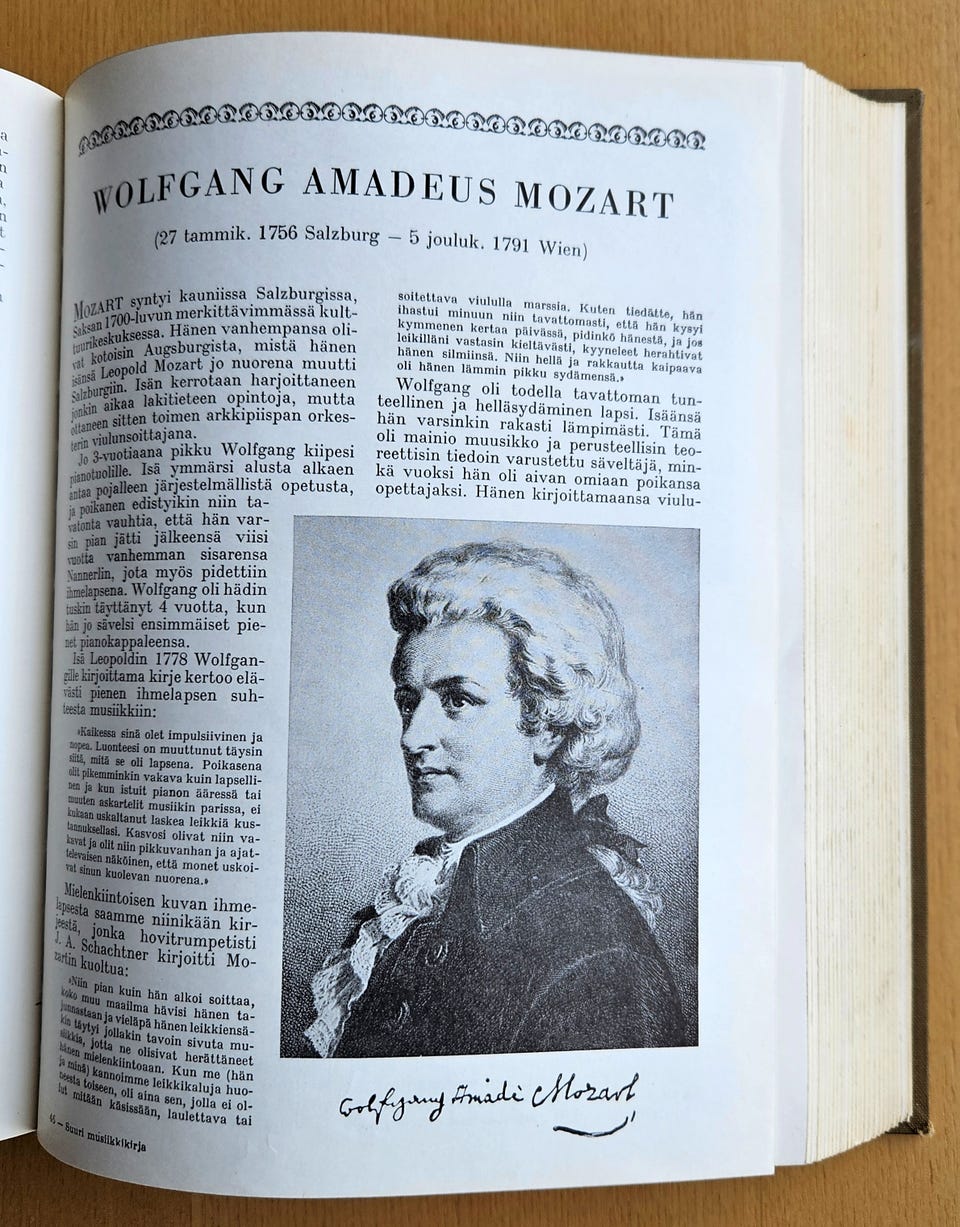 WOLFGANG AMADEUS MOZART
(27 tammik. 1756 Salzburg – 5 jouluk. 1791 Wien)
MOZART syntyi kauniissa Salzburgissa,
Saksan 1700-luvun merkittävimmässä kult-
tuurikeskuksessa. Hänen vanhempansa oli-
vat kotoisin Augsburgista, mistä hänen
isänsä Leopold Mozart jo nuorena muutti
Salzburgiin. Isän kerrotaan harjoittaneen
jonkin aikaa lakitieteen opintoja, mutta
ottaneen sitten toimen arkkipiispan orkes-
terin viulunsoittajana.
Jo 3-vuotiaana pikku Wolfgang kiipesi
pianotuolille. Isä ymmärsi alusta alkaen
antaa pojalleen järjestelmällistä opetusta,
ja poikanen edistyikin niin ta-
vatonta vauhtia, että hän var-
sin pian jätti jälkeensä viisi
vuotta vanhemman sisarensa
Nannerlin, jota myös pidettiin
ihmelapsena. Wolfgang oli hädin
tuskin täyttänyt 4 vuotta, kun
hän jo sävelsi ensimmäiset pie-
net pianokappaleensa.
Isä Leopoldin 1778 Wolfgan-
gille kirjoittama kirje kertoo elä-
västi pienen ihmelapsen suh-
teesta musiikkiin:
»Kaikessa sinä olet impulsiivinen ja
nopea. Luonteesi on muuttunut täysin
siitä, mitä se oli lapsena. Poikasena
olit pikemminkin vakava kuin lapselli-
nen ja kun istuit pianon ääressä tai
muuten askartelit musiikin parissa, ei
kukaan uskaltanut laskea leikkiä kus-
tannuksellasi. Kasvosi olivat niin va-
kavat ja olit niin pikkuvanhan ja ajat-
televaisen näköinen, että monet uskoi-
vat sinun kuolevan nuorena.»
Mielenkiintoisen kuvan ihme-
lapsesta saamme niinikään kir-
jeestä, jonka hovitrumpetisti
J. A. Schachtner kirjoitti Mo-
zartin kuoltua:
»Niin pian kuin hän alkoi soittaa,
koko muu maailma hävisi hänen ta-
junnastaan ja vieläpä hänen leikkiensä-
kin täytyi jollakin tavoin sivuta mu-
siikkia, jotta ne olisivat herättäneet
hänen mielenkiintoaan. Kun me (hän
ja minä) kannoimme leikkikaluja huo-
neesta toiseen, oli aina sen, jolla ei ol-
lut mitään käsissään, laulettava tai
46 – Suuri musiikkikirja
soitettava viululla marssia. Kuten tiedätte, hän
ihastui minuun niin tavattomasti, että hän kysyi
kymmenen kertaa päivässä, pidinkö hänestä, ja jos
leikilläni vastasin kieltävästi, kyyneleet herahtivat
hänen silmiinsä. Niin hellä ja rakkautta kaipaava
oli hänen lämmin pikku sydämensä.»
Wolfgang oli todella tavattoman tun-
teellinen ja helläsydäminen lapsi. Isäänsä
hän varsinkin rakasti lämpimästi. Tämä
oli mainio muusikko ja perusteellisin teo-
reettisin tiedoin varustettu säveltäjä, min-
kä vuoksi hän oli aivan omiaan poikansa
opettajaksi. Hänen kirjoittamaansa viulu-
Wolfgang Amadè Mozart